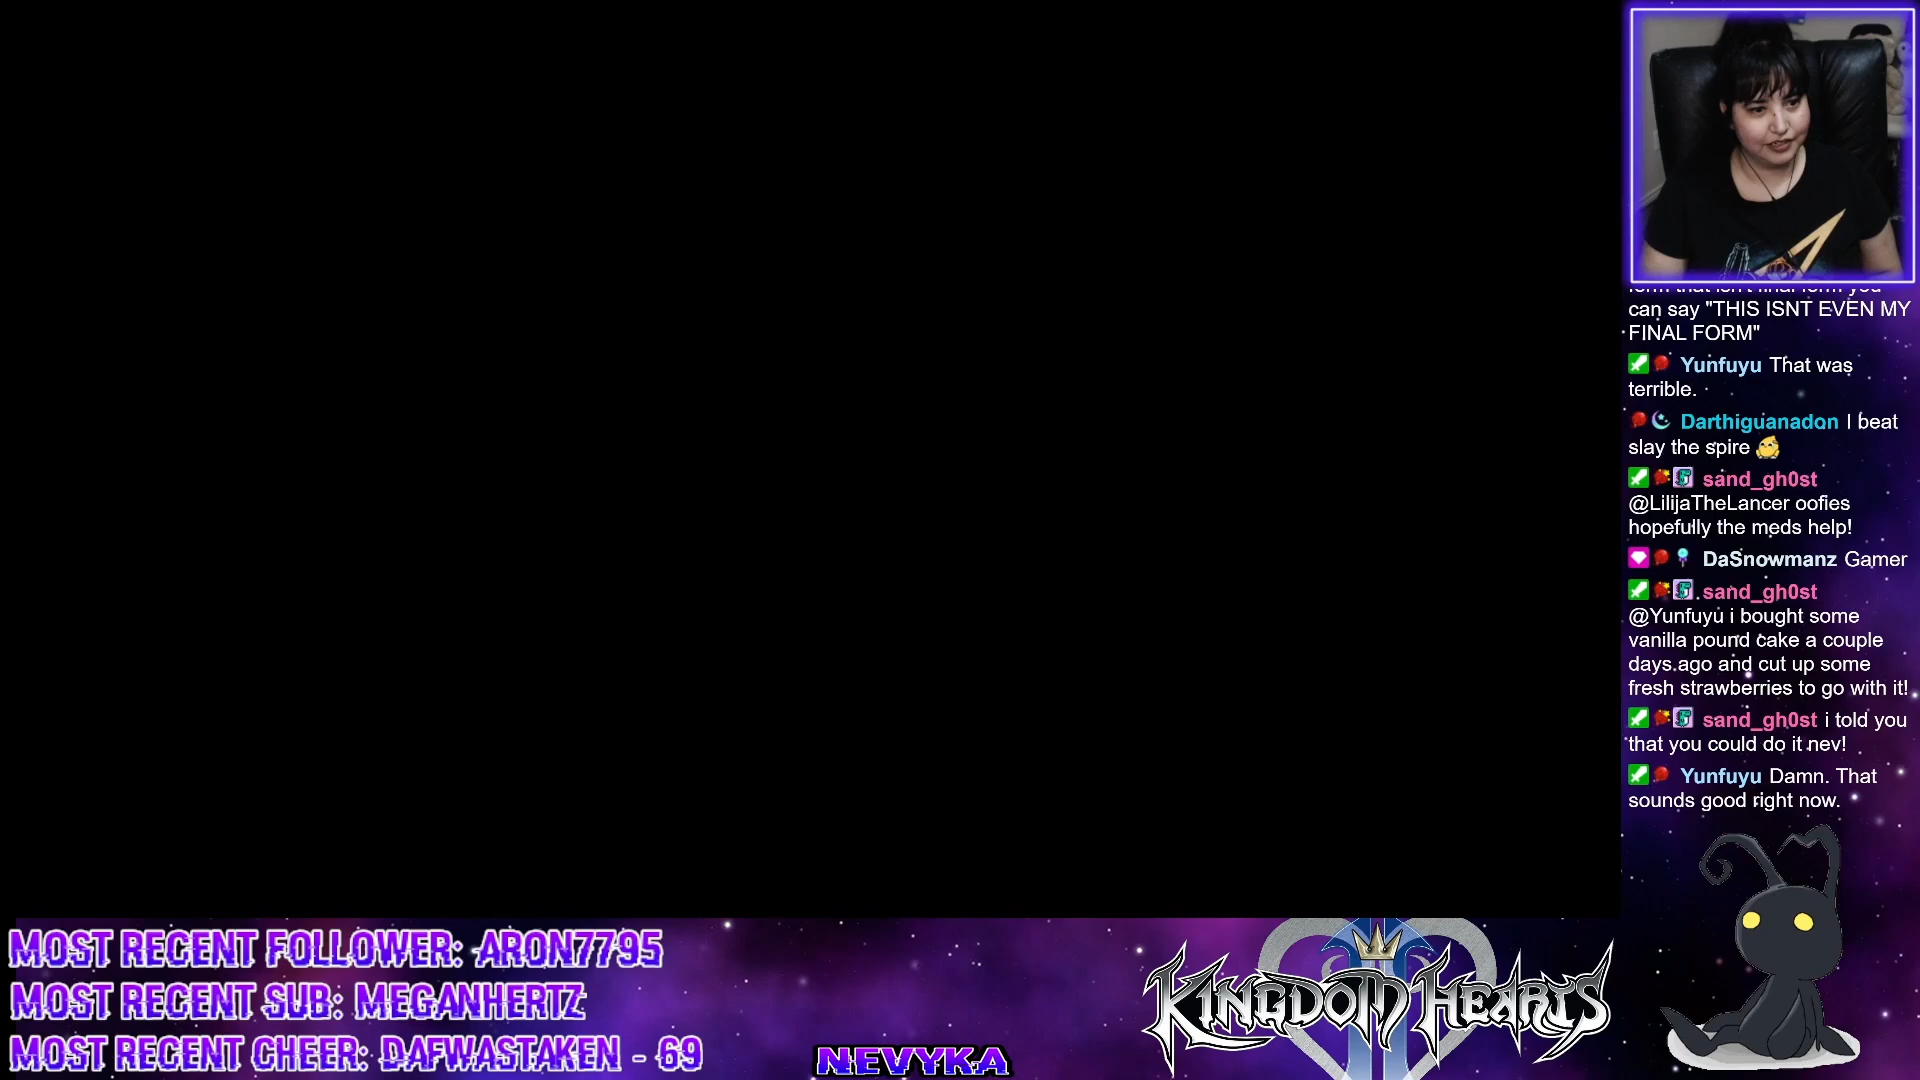 can say "THIS ISNT EVEN MY
FINAL FORM"
Yunfuyu That was
terrible.
Darthiguanadon I beat
slay the spire
sand_gh0st
@LilijaTheLancer oofies
hopefully the meds help!
DaSnowmanz Gamer
sand_gh0st
@Yunfuyu i bought some
vanilla pound cake a couple
days ago and cut up some
fresh strawberries to go with it!
sand_gh0st i told you
that you could do it nev!
Yunfuyu Damn. That
sounds good right now.
MOST RECENT FOLLOWER: ARON7795
MOST RECENT SUB: MEGANHERTZ
MOST RECENT CHEER: DAFWASTAKEN - 69
NEVYKA
KINGDOM HEARTS
II